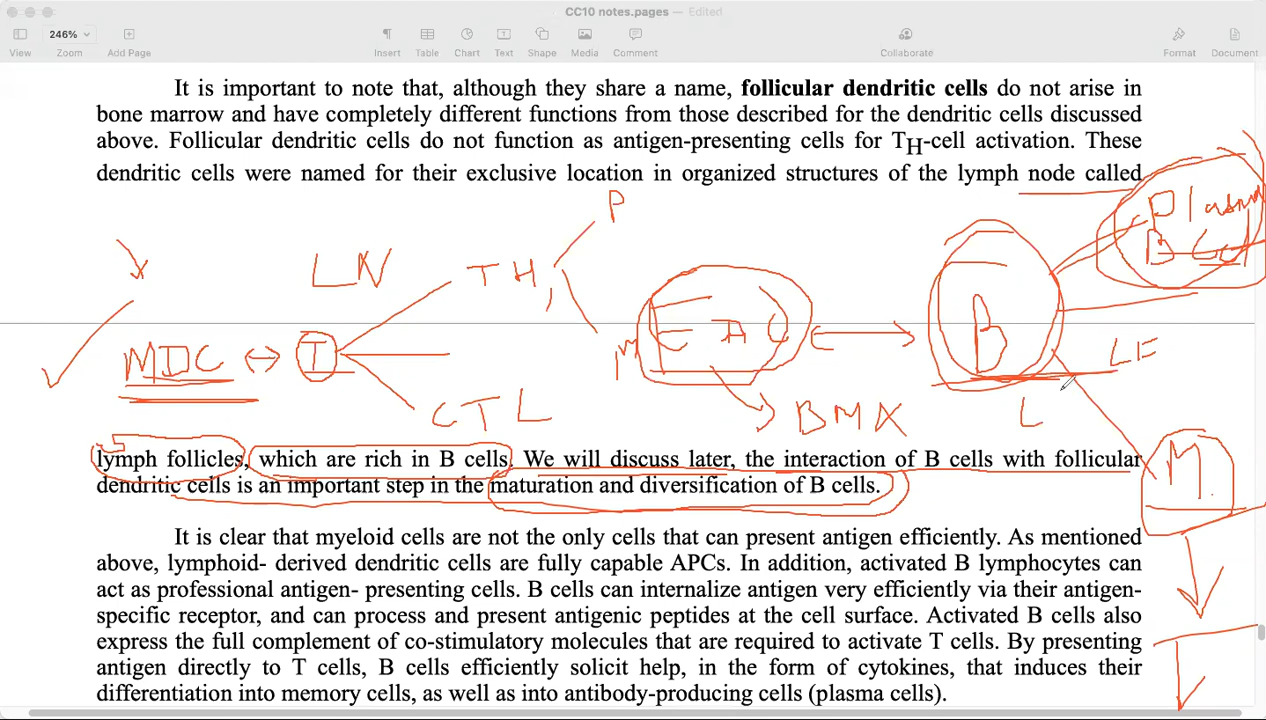 CC10 notes.pages — Edited
246%
View Zoom Add Page Insert Table Chart Text Shape Media Comment Collaborate Format Document
It is important to note that, although they share a name, follicular dendritic cells do not arise in
bone marrow and have completely different functions from those described for the dendritic cells discussed
above. Follicular dendritic cells do not function as antigen-presenting cells for TH-cell activation. These
dendritic cells were named for their exclusive location in organized structures of the lymph node called
P
Plasma
B Cell
LN
TH,
MDC
T
B
LF
CTL
BMX
L
M
lymph follicles, which are rich in B cells. We will discuss later, the interaction of B cells with follicular
dendritic cells is an important step in the maturation and diversification of B cells.
It is clear that myeloid cells are not the only cells that can present antigen efficiently. As mentioned
above, lymphoid- derived dendritic cells are fully capable APCs. In addition, activated B lymphocytes can
act as professional antigen- presenting cells. B cells can internalize antigen very efficiently via their antigen-
specific receptor, and can process and present antigenic peptides at the cell surface. Activated B cells also
express the full complement of co-stimulatory molecules that are required to activate T cells. By presenting
antigen directly to T cells, B cells efficiently solicit help, in the form of cytokines, that induces their
differentiation into memory cells, as well as into antibody-producing cells (plasma cells).